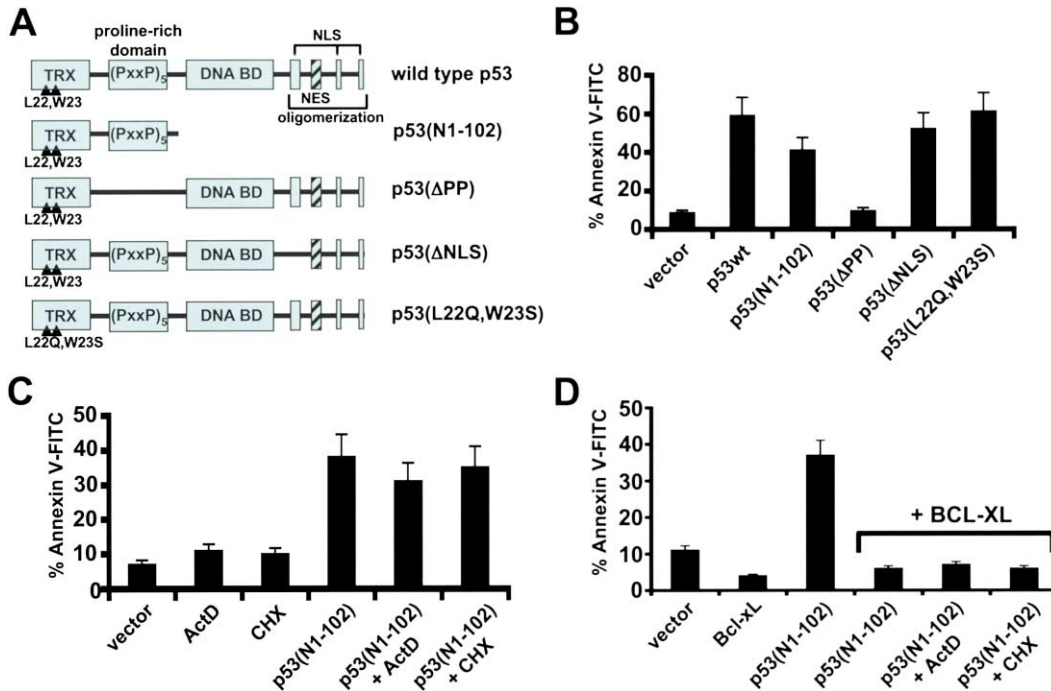 A
proline-rich
domain
NLS
TRX
(PxxP)5
DNA BD
wild type p53
L22,W23
NES
oligomerization
TRX
(PxxP)5
p53(N1-102)
L22,W23
TRX
DNA BD
p53(ΔPP)
L22,W23
TRX
(PxxP)5
DNA BD
p53(ΔNLS)
L22,W23
TRX
(PxxP)5
DNA BD
p53(L22Q,W23S)
L22Q,W23S
B
% Annexin V-FITC
80
60
40
20
0
vector
p53wt
p53(N1-102)
p53(ΔPP)
p53(ΔNLS)
p53(L22Q,W23S)
C
% Annexin V-FITC
50
40
30
20
10
0
vector
ActD
CHX
p53(N1-102)
p53(N1-102)
+ ActD
p53(N1-102)
+ CHX
D
% Annexin V-FITC
50
40
30
20
10
0
+ BCL-XL
vector
Bcl-xL
p53(N1-102)
p53(N1-102)
p53(N1-102)
+ ActD
p53(N1-102)
+ CHX